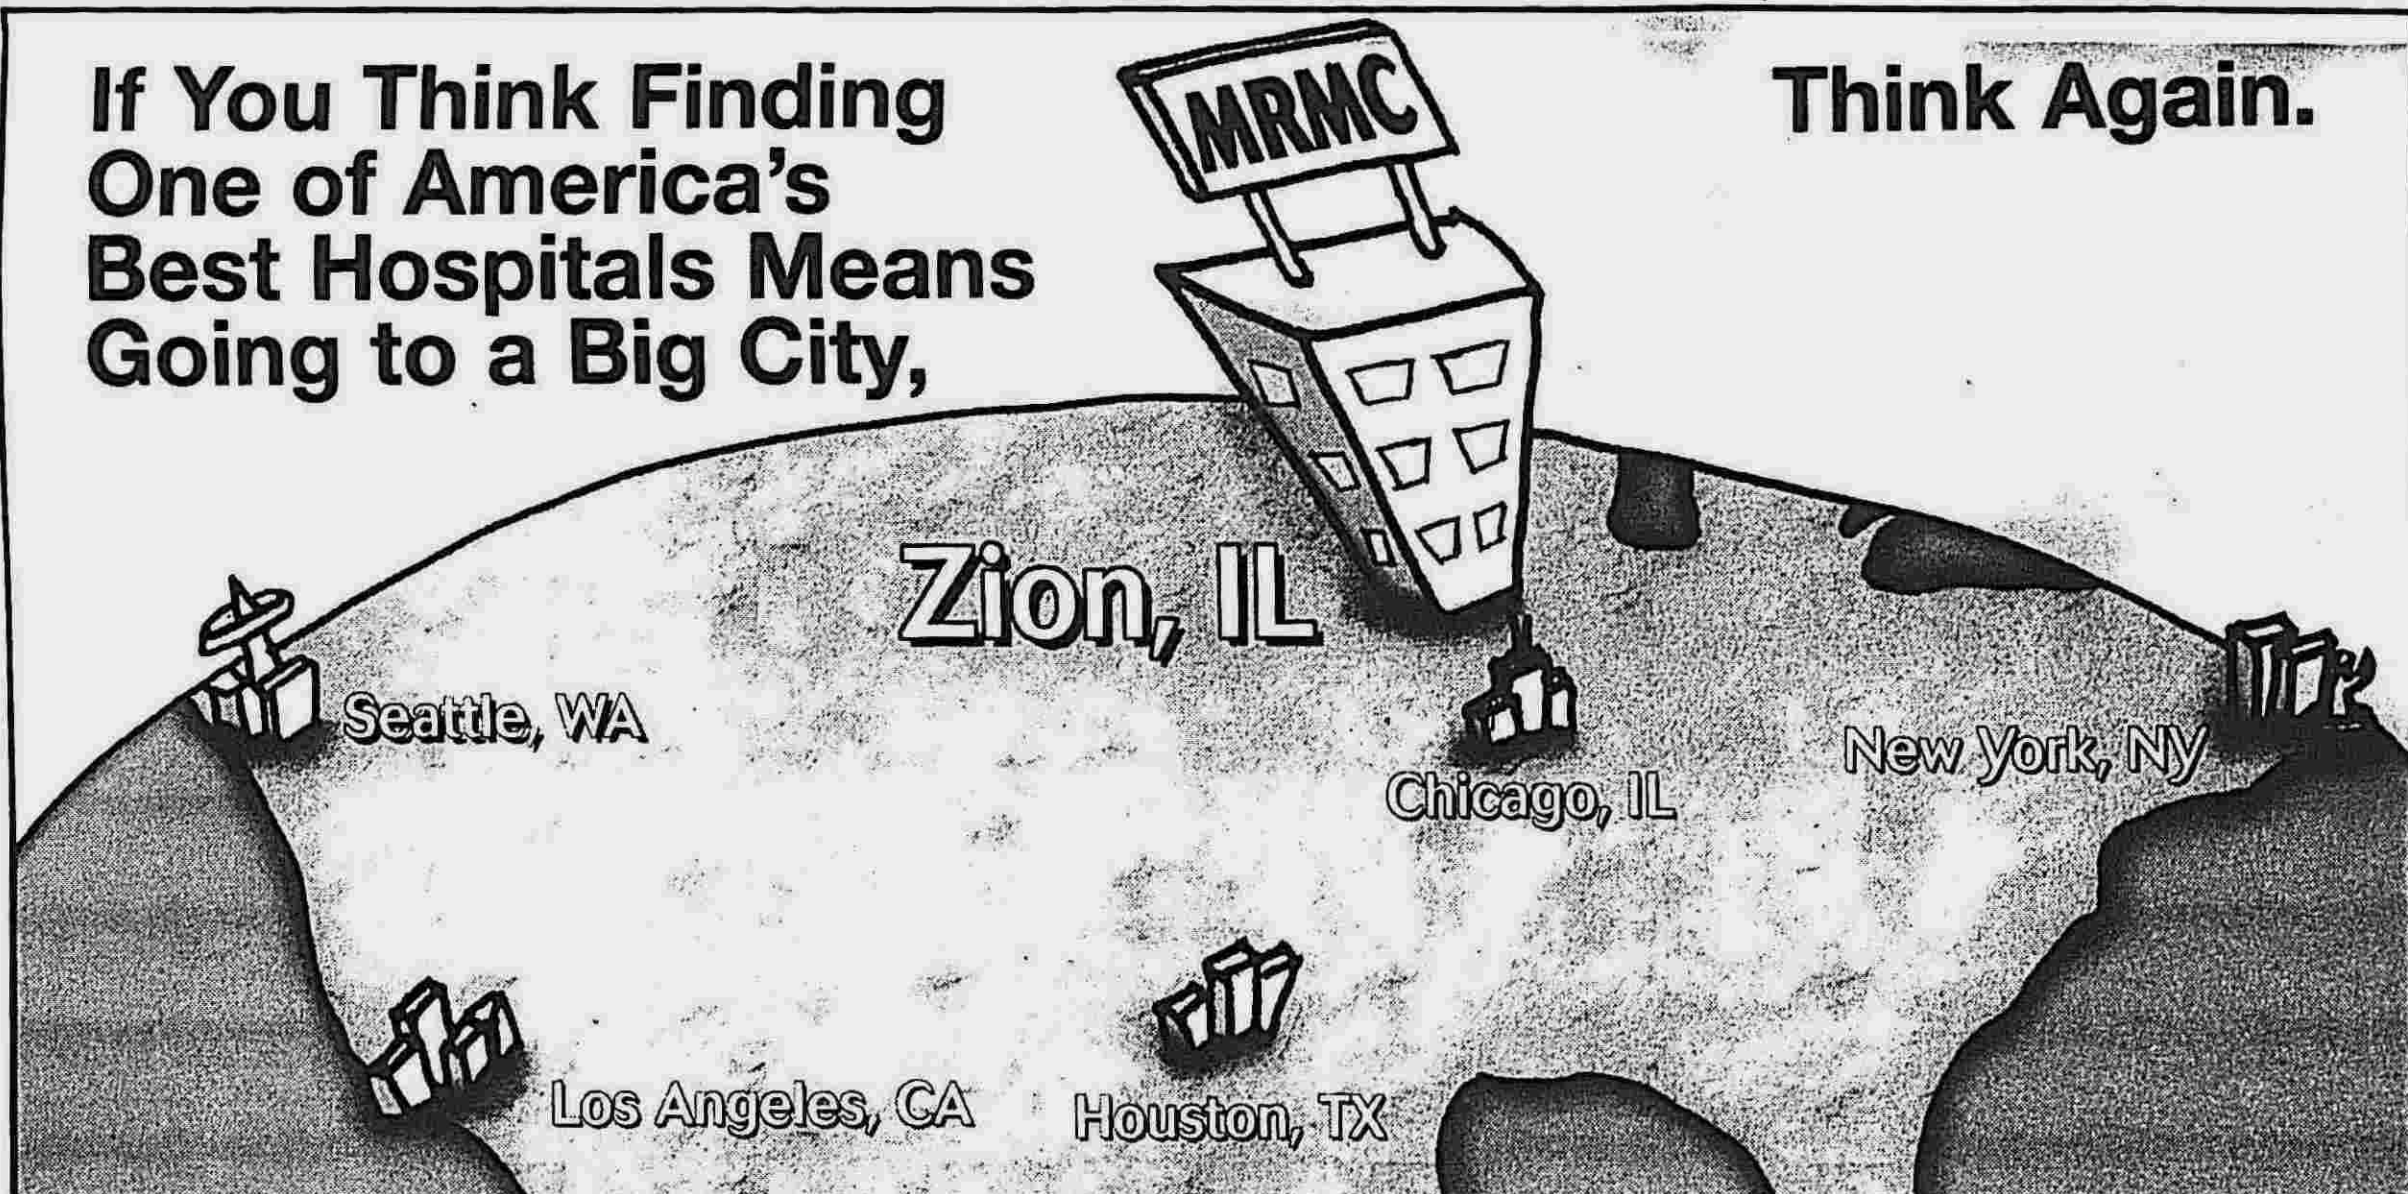 If You Think Finding
One of America's
Best Hospitals Means
Going to a Big City,
MRMC
Think Again.
Zion, IL
Seattle, WA
Chicago, IL
New York, NY
Los Angeles, CA
Houston, TX